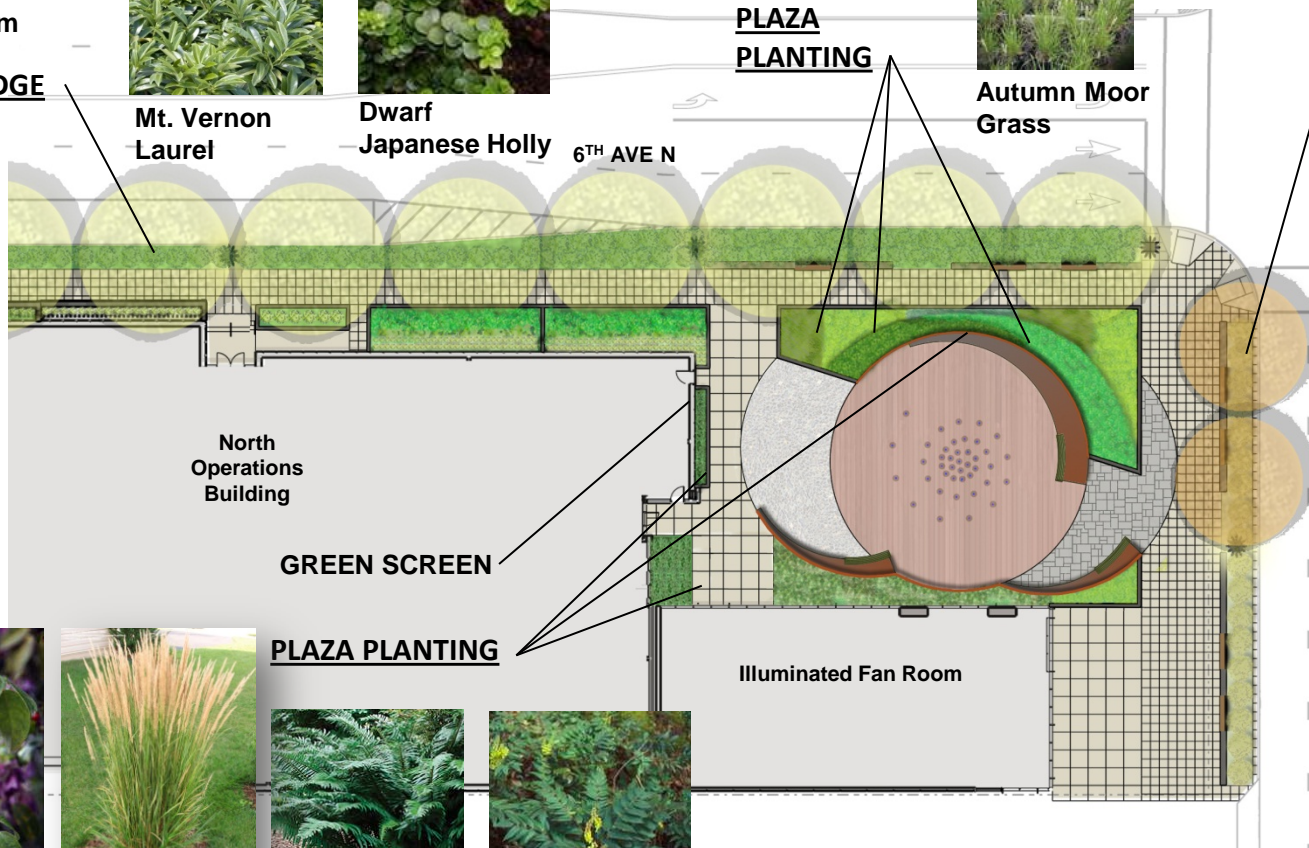 m
DGE
Mt. Vernon
Laurel
Dwarf
Japanese Holly
6TH AVE N
PLAZA
PLANTING
Autumn Moor
Grass
North
Operations
Building
GREEN SCREEN
PLAZA PLANTING
Illuminated Fan Room